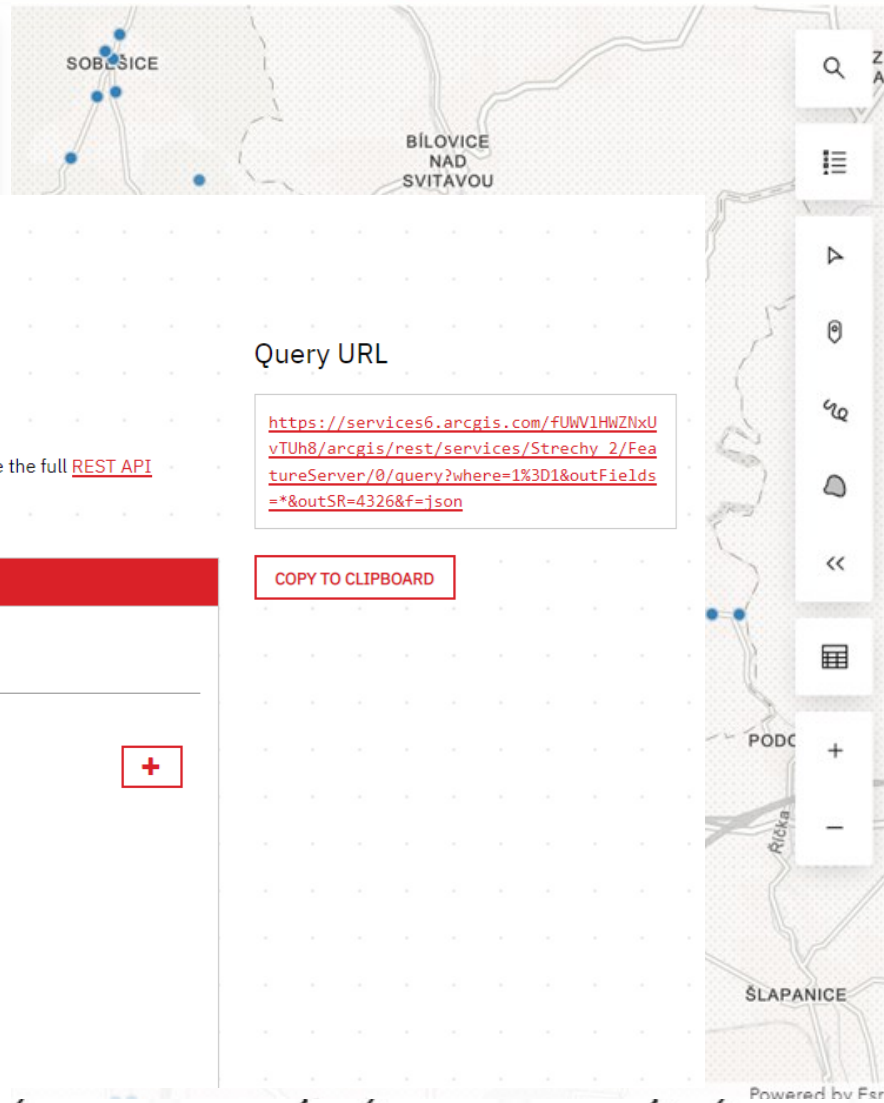 SOBĚŠICE
BÍLOVICE
NAD
SVITAVOU
Query URL
https://services6.arcgis.com/fUWVlHWZNxU
vTUh8/arcgis/rest/services/Strechy_2/Fea
tureServer/0/query?where=1%3D1&outFields
=*&outSR=4326&f=json
e the full REST API
COPY TO CLIPBOARD
PODO
Říčka
ŠLAPANICE
Powered by Esr